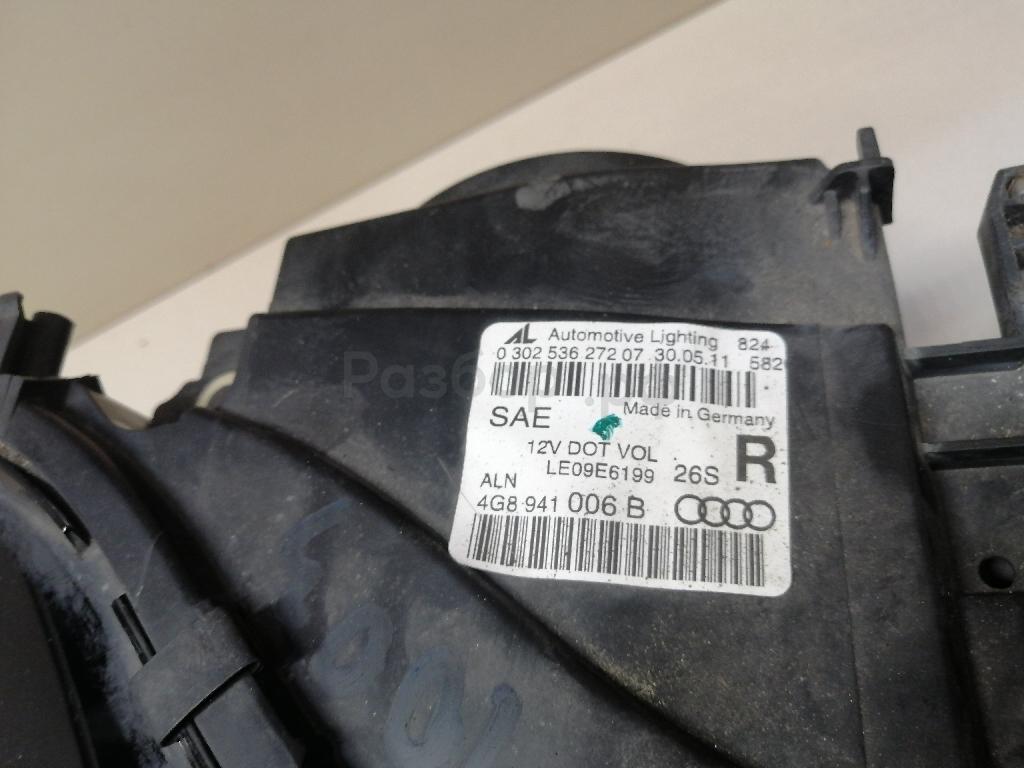 AL Automotive Lighting 824
0 302 536 272 07 30.05.11 582
Made in Germany
SAE
12V DOT VOL
LE09E6199 26S R
ALN
4G8 941 006 B